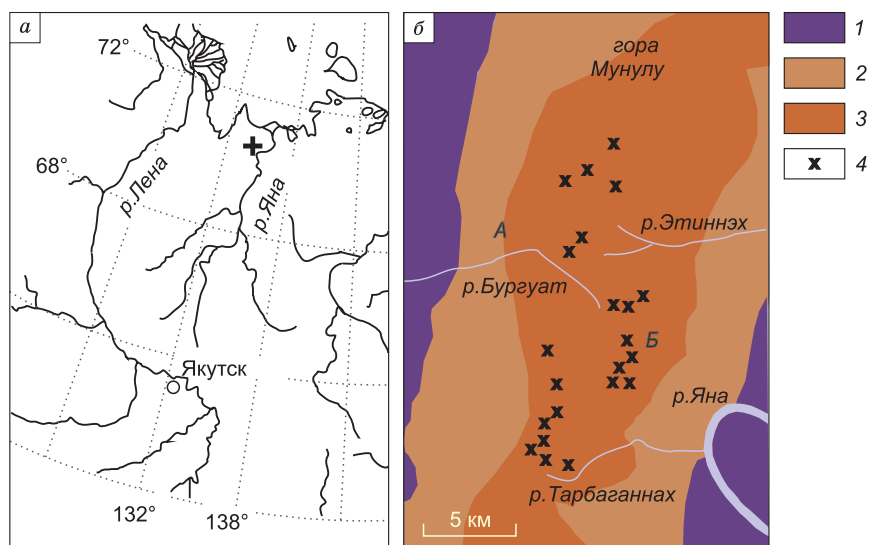 а
72°
68°
р.Лена
р.Яна
Якутск
132°
138°
б
гора
Мунулу
А
р.Этиннэх
р.Бургуат
Б
р.Яна
р.Тарбаганнах
5 км
1
2
3
х 4